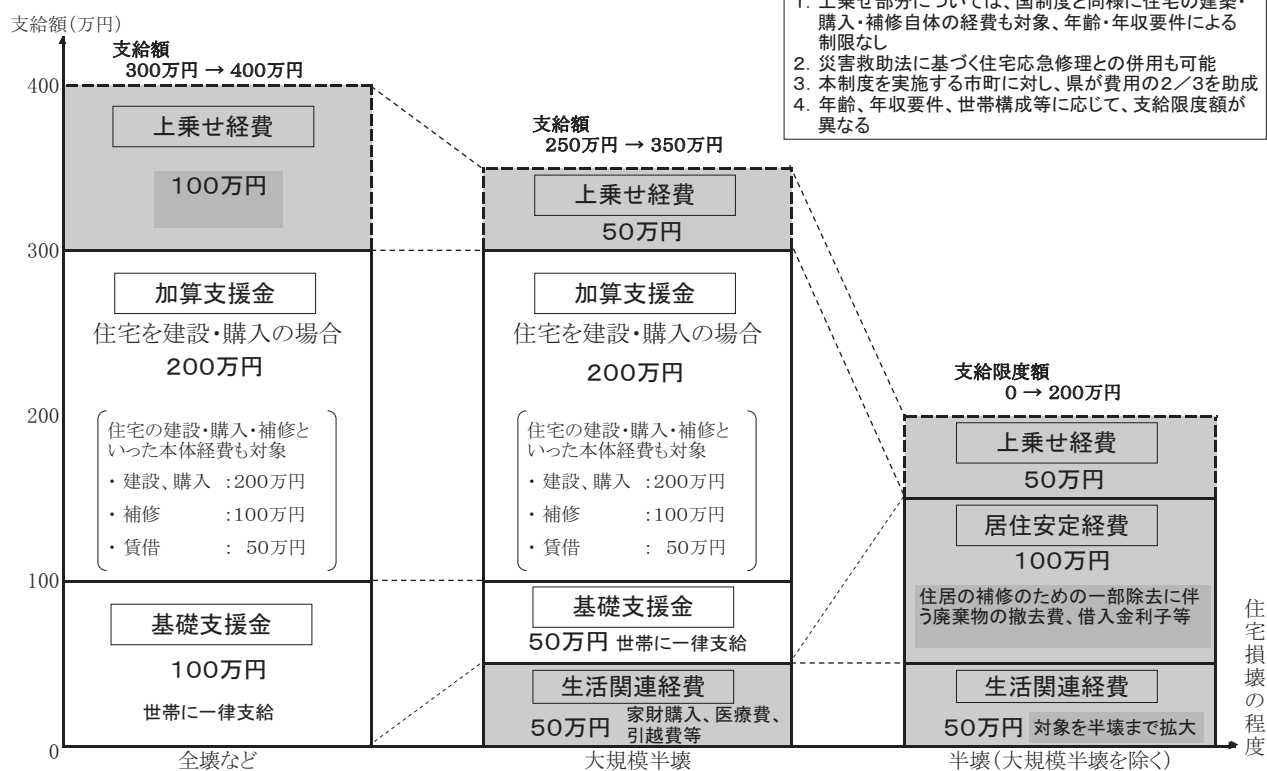 1. 上乗せ部分については、国制度と同様に住宅の建築・
購入・補修自体の経費も対象、年齢・年収要件による
制限なし
2. 災害救助法に基づく住宅応急修理との併用も可能
3. 本制度を実施する市町に対し、県が費用の2／3を助成
4. 年齢、年収要件、世帯構成等に応じて、支給限度額が
異なる
支給額(万円)
400
300
200
100
0
支給額
300万円 → 400万円
上乗せ経費
100万円
加算支援金
住宅を建設・購入の場合
200万円
住宅の建設・購入・補修と
いった本体経費も対象
・ 建設、購入 :200万円
・ 補修 :100万円
・ 賃借 : 50万円
基礎支援金
100万円
世帯に一律支給
全壊など
支給額
250万円 → 350万円
上乗せ経費
50万円
加算支援金
住宅を建設・購入の場合
200万円
住宅の建設・購入・補修と
いった本体経費も対象
・ 建設、購入 :200万円
・ 補修 :100万円
・ 賃借 : 50万円
基礎支援金
50万円 世帯に一律支給
生活関連経費
50万円 家財購入、医療費、
引越費等
大規模半壊
支給限度額
0 → 200万円
上乗せ経費
50万円
居住安定経費
100万円
住居の補修のための一部除去に伴
う廃棄物の撤去費、借入金利子等
生活関連経費
50万円 対象を半壊まで拡大
半壊(大規模半壊を除く)
住宅損壊の程度